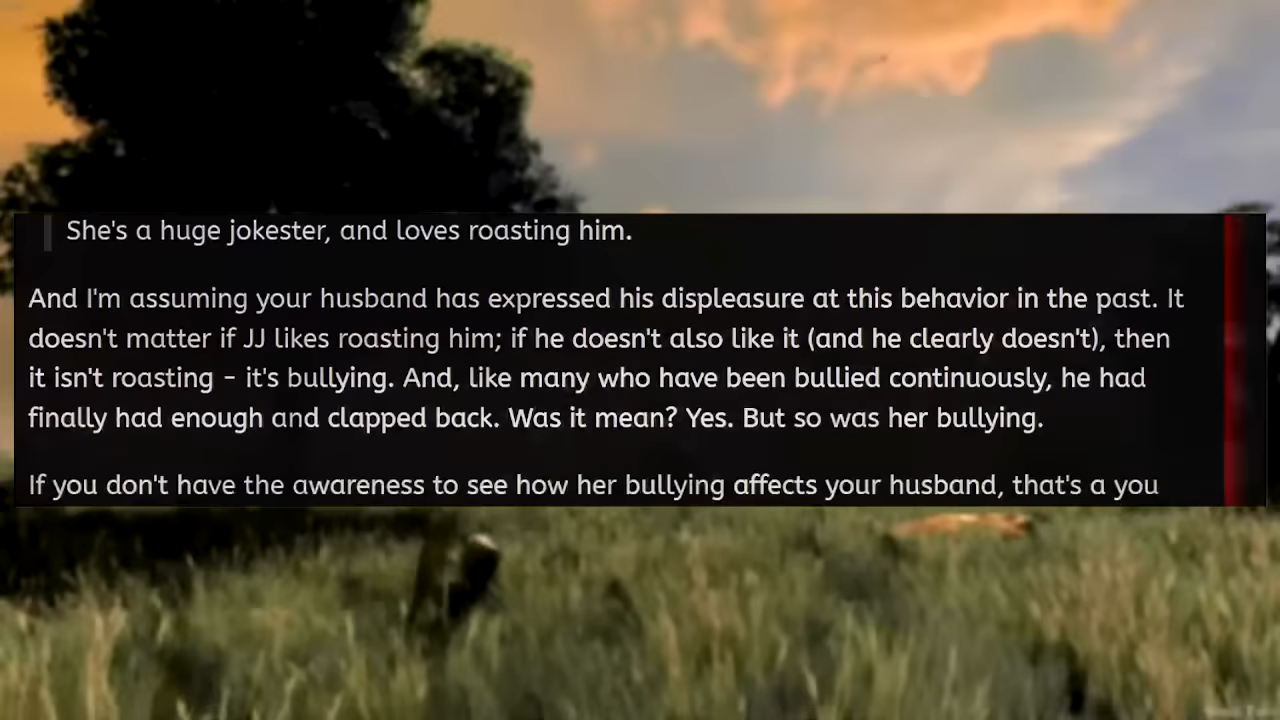 She's a huge jokester, and loves roasting him.
And I'm assuming your husband has expressed his displeasure at this behavior in the past. It
doesn't matter if JJ likes roasting him; if he doesn't also like it (and he clearly doesn't), then
it isn't roasting - it's bullying. And, like many who have been bullied continuously, he had
finally had enough and clapped back. Was it mean? Yes. But so was her bullying.
If you don't have the awareness to see how her bullying affects your husband, that's a you